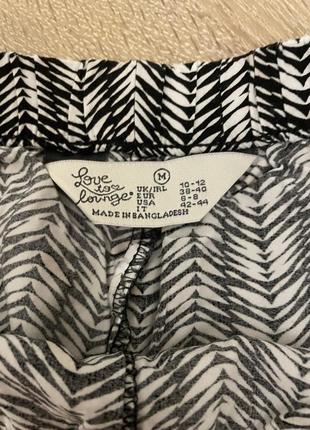 Love
to
lounge
M
UK/IRL 10-12
EUR 38-40
USA 6-8
IT 42-44
MADE IN BANGLADESH